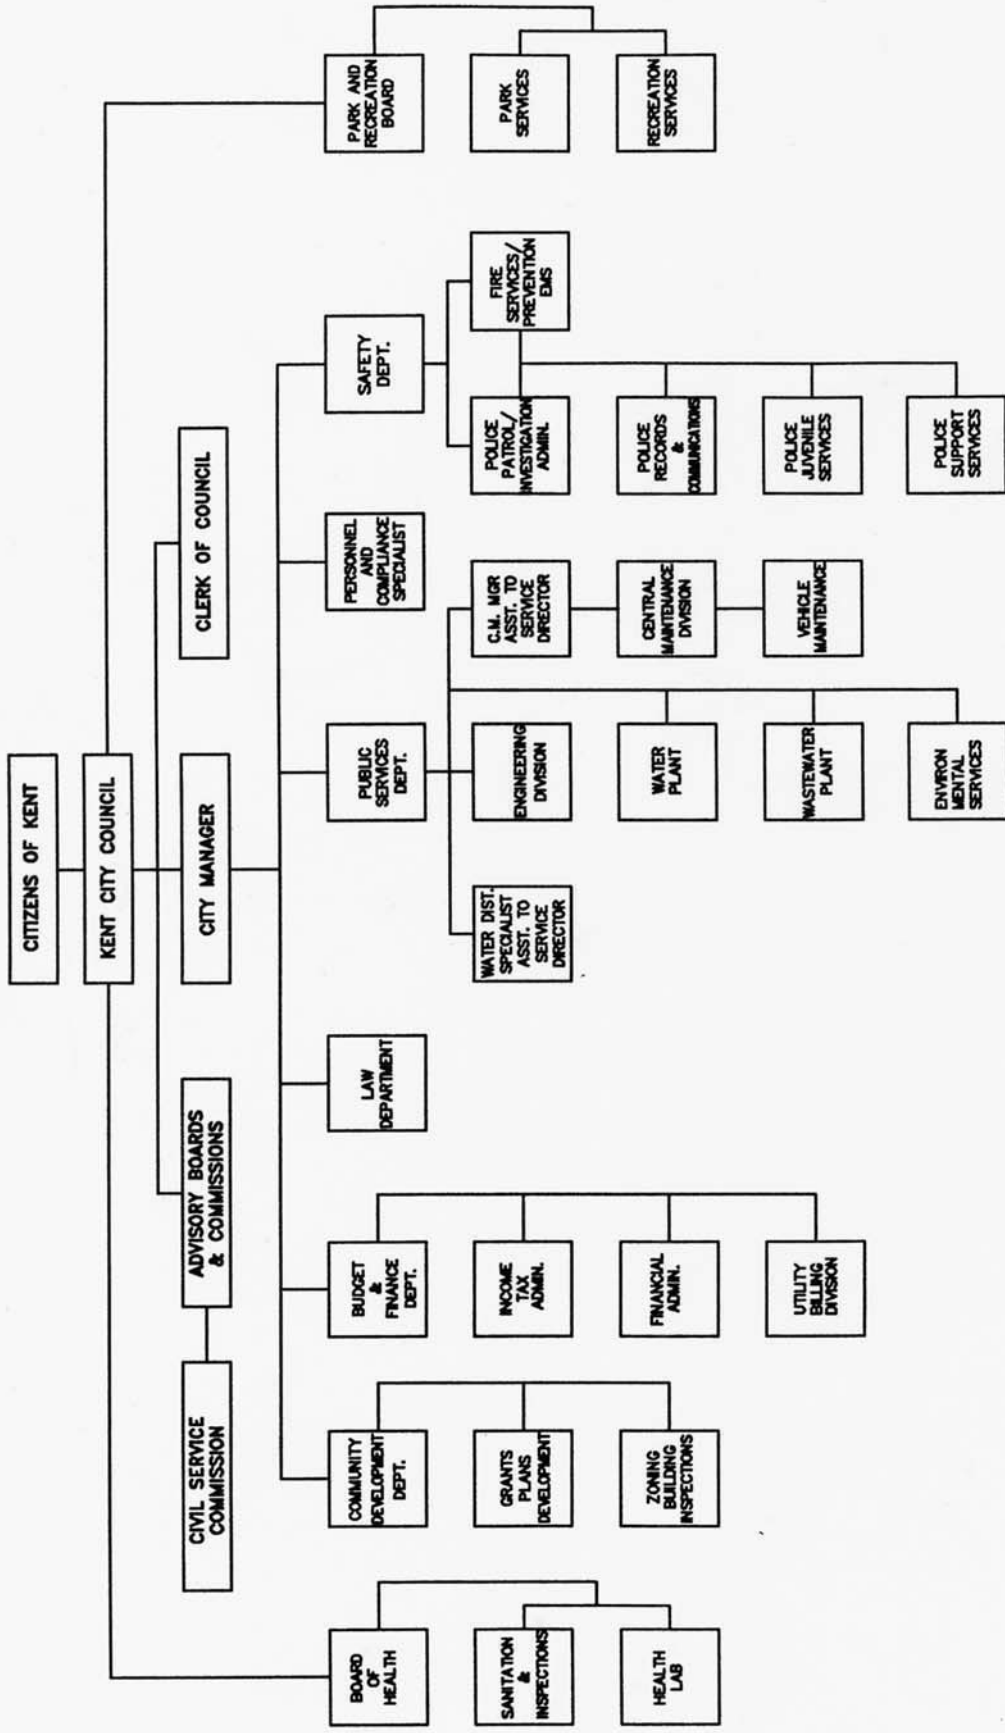 CITIZENS OF KENT
KENT CITY COUNCIL
CIVIL SERVICE
COMMISSION
ADVISORY BOARDS
& COMMISSIONS
CITY MANAGER
CLERK OF COUNCIL
BOARD
OF
HEALTH
COMMUNITY
DEVELOPMENT
DEPT.
BUDGET
&
FINANCE
DEPT.
LAW
DEPARTMENT
PUBLIC
SERVICES
DEPT.
PERSONNEL
AND
COMPLIANCE
SPECIALIST
SAFETY
DEPT.
PARK AND
RECREATION
BOARD
SANITATION
&
INSPECTIONS
GRANTS
PLANS
DEVELOPMENT
INCOME
TAX
ADMIN.
WATER DIST.
SPECIALIST
ASST. TO
SERVICE
DIRECTOR
ENGINEERING
DIVISION
C.M. MGR
ASST. TO
SERVICE
DIRECTOR
POLICE
PATROL/
INVESTIGATION
ADMIN.
FIRE
SERVICES/
PREVENTION
EMS
PARK
SERVICES
HEALTH
LAB
ZONING
BUILDING
INSPECTIONS
FINANCIAL
ADMIN.
WATER
PLANT
CENTRAL
MAINTENANCE
DIVISION
POLICE
RECORDS
&
COMMUNICATIONS
RECREATION
SERVICES
UTILITY
BILLING
DIVISION
WASTEWATER
PLANT
VEHICLE
MAINTENANCE
POLICE
JUVENILE
SERVICES
ENVIRON
MENTAL
SERVICES
POLICE
SUPPORT
SERVICES